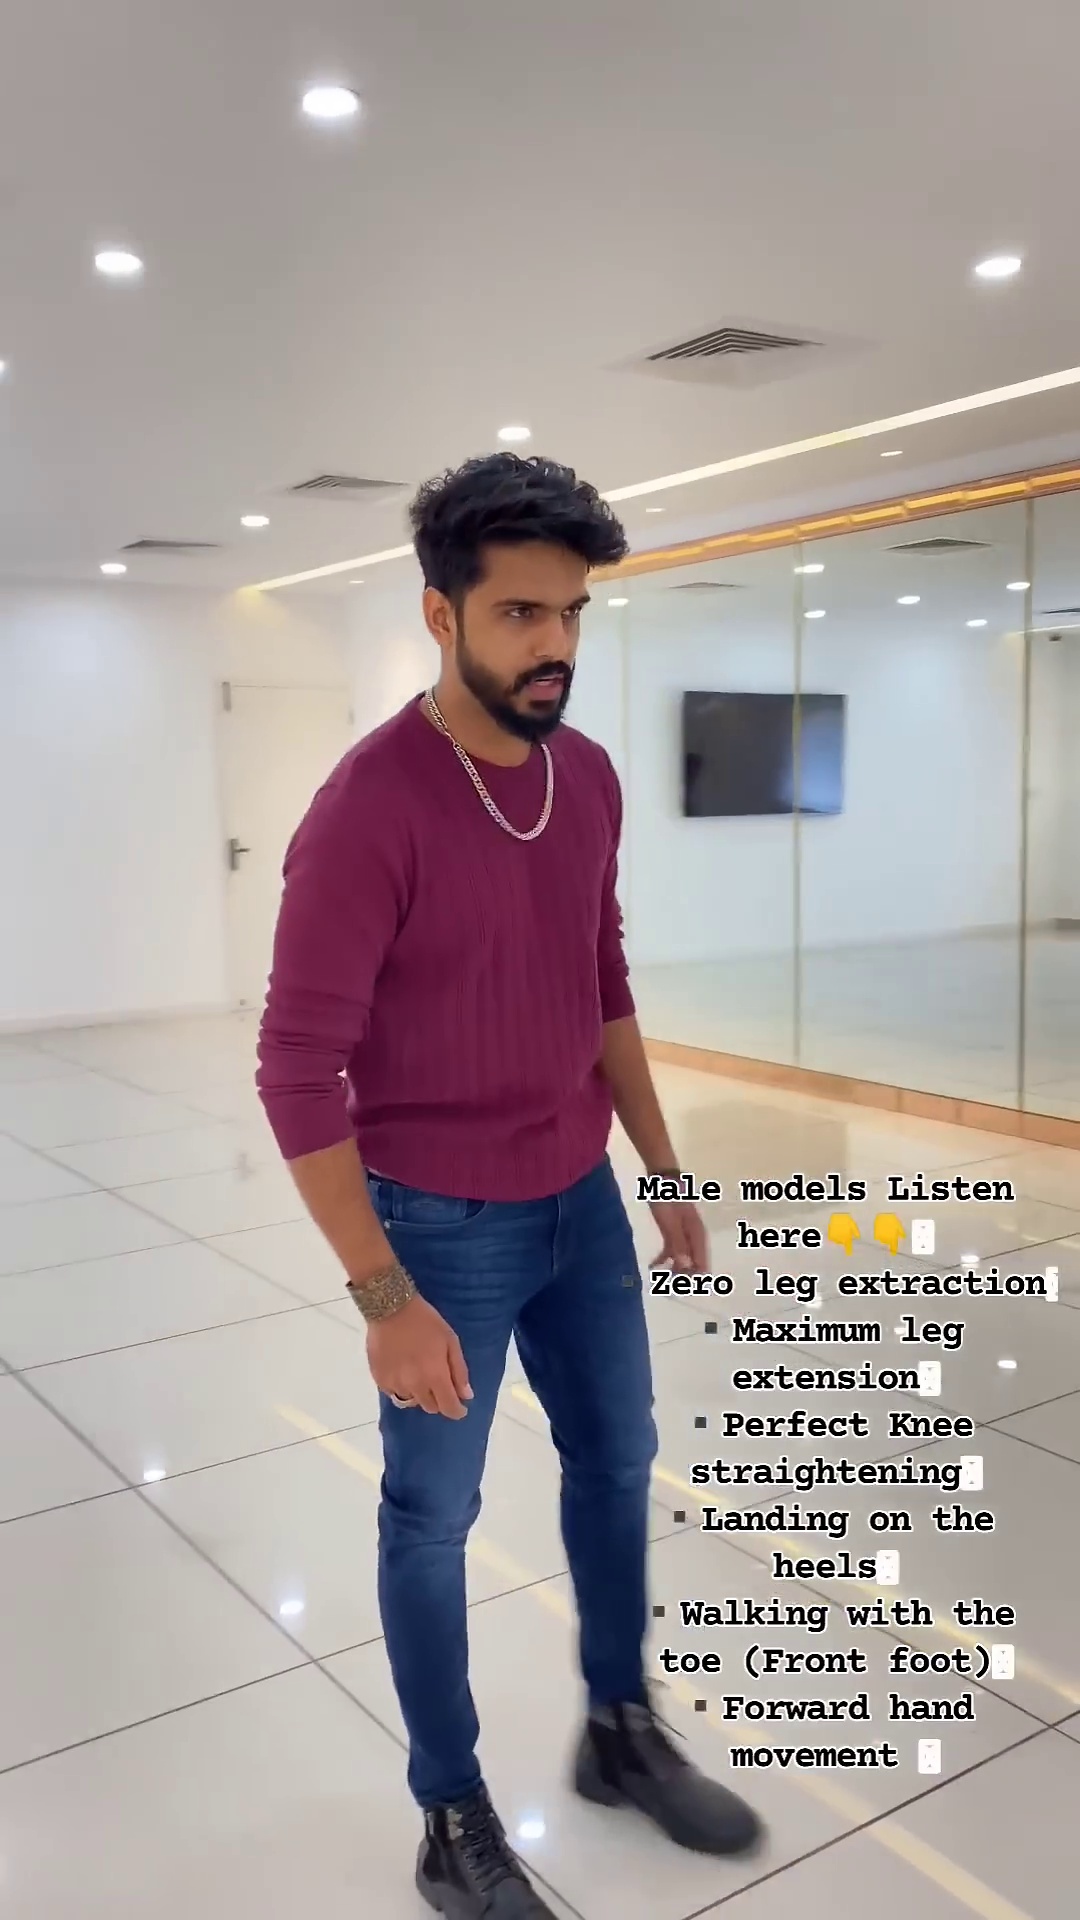 Male models Listen
here👇👇
▪ Zero leg extraction
▪ Maximum leg
extension
▪ Perfect Knee
straightening
▪ Landing on the
heels
▪ Walking with the
toe (Front foot)
▪ Forward hand
movement